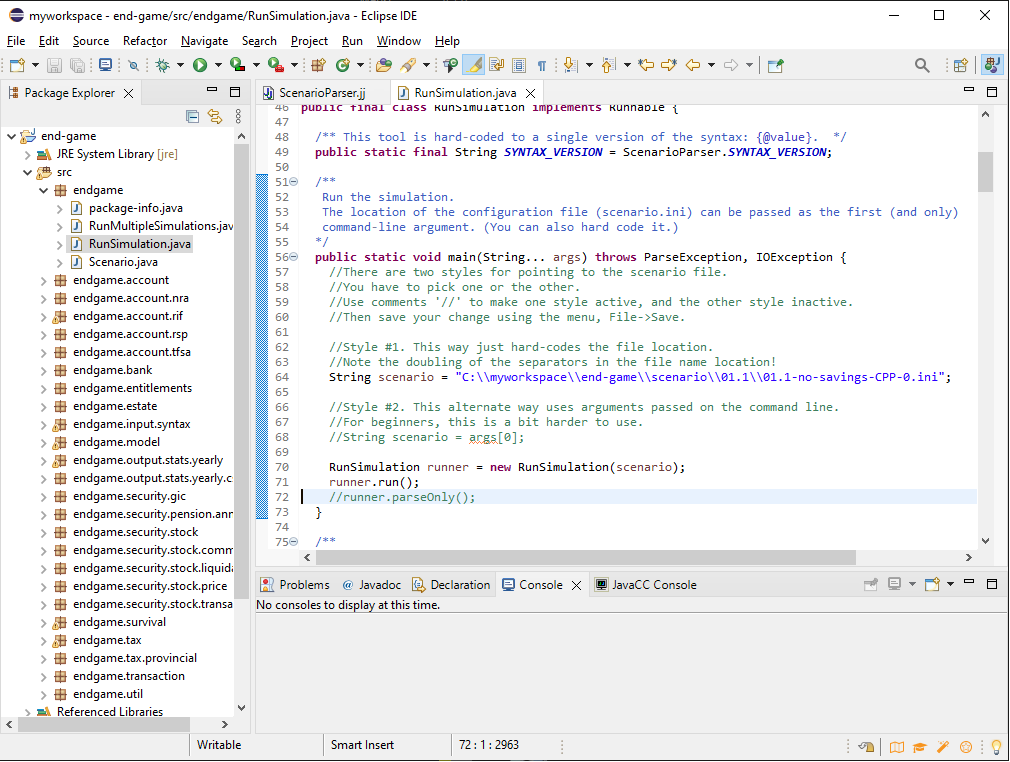 myworkspace - end-game/src/endgame/RunSimulation.java - Eclipse IDE
File Edit Source Refactor Navigate Search Project Run Window Help
Package Explorer
end-game
JRE System Library [jre]
src
endgame
package-info.java
RunMultipleSimulations.jav
RunSimulation.java
Scenario.java
endgame.account
endgame.account.nra
endgame.account.rif
endgame.account.rsp
endgame.account.tfsa
endgame.bank
endgame.entitlements
endgame.estate
endgame.input.syntax
endgame.model
endgame.output.stats.yearly
endgame.output.stats.yearly.c
endgame.security.gic
endgame.security.pension.ann
endgame.security.stock
endgame.security.stock.comm
endgame.security.stock.liquida
endgame.security.stock.price
endgame.security.stock.transa
endgame.survival
endgame.tax
endgame.tax.provincial
endgame.transaction
endgame.util
Referenced Libraries
ScenarioParser.jj RunSimulation.java
46 public final class RunSimulation implements Runnable {
47
48 /** This tool is hard-coded to a single version of the syntax: {@value}. */
49 public static final String SYNTAX_VERSION = ScenarioParser.SYNTAX_VERSION;
50
51 /**
52 Run the simulation.
53 The location of the configuration file (scenario.ini) can be passed as the first (and only)
54 command-line argument. (You can also hard code it.)
55 */
56 public static void main(String... args) throws ParseException, IOException {
57 //There are two styles for pointing to the scenario file.
58 //You have to pick one or the other.
59 //Use comments '//' to make one style active, and the other style inactive.
60 //Then save your change using the menu, File->Save.
61
62 //Style #1. This way just hard-codes the file location.
63 //Note the doubling of the separators in the file name location!
64 String scenario = "C:\\myworkspace\\end-game\\scenario\\01.1\\01.1-no-savings-CPP-0.ini";
65
66 //Style #2. This alternate way uses arguments passed on the command line.
67 //For beginners, this is a bit harder to use.
68 //String scenario = args[0];
69
70 RunSimulation runner = new RunSimulation(scenario);
71 runner.run();
72 //runner.parseOnly();
73 }
74
75 /**
Problems Javadoc Declaration Console JavaCC Console
No consoles to display at this time.
Writable Smart Insert 72 : 1 : 2963